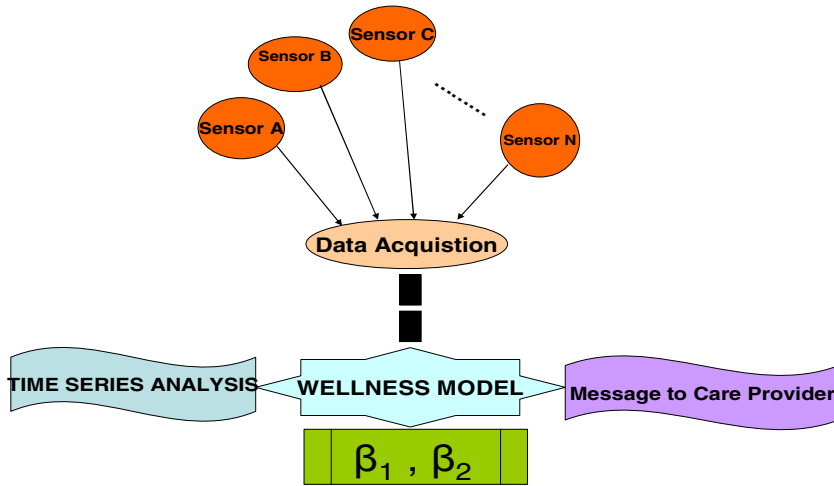 Sensor C
Sensor B
Sensor A
Sensor N
Data Acquistion
TIME SERIES ANALYSIS
WELLNESS MODEL
Message to Care Provider
β₁ , β₂